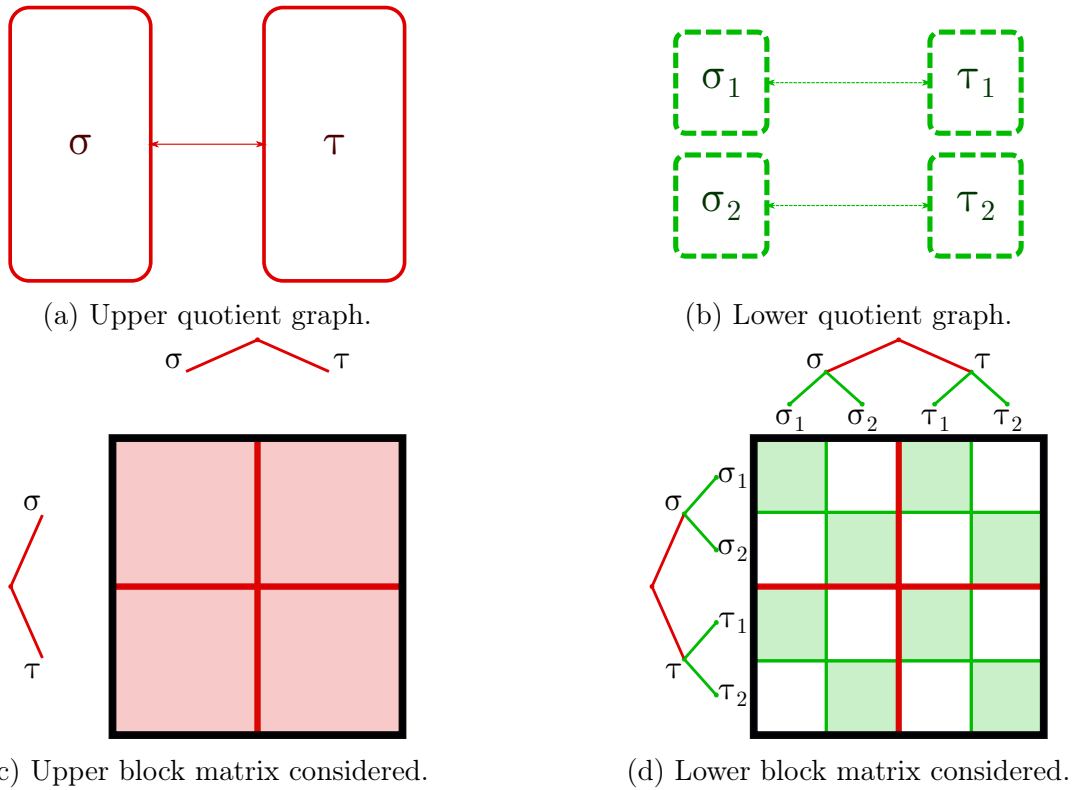 σ τ
σ₁ τ₁
σ₂ τ₂
(a) Upper quotient graph.
(b) Lower quotient graph.
σ τ
σ τ
σ₁ σ₂ τ₁ τ₂
σ
τ
σ
σ₁
σ₂
τ
τ₁
τ₂
c) Upper block matrix considered.
(d) Lower block matrix considered.